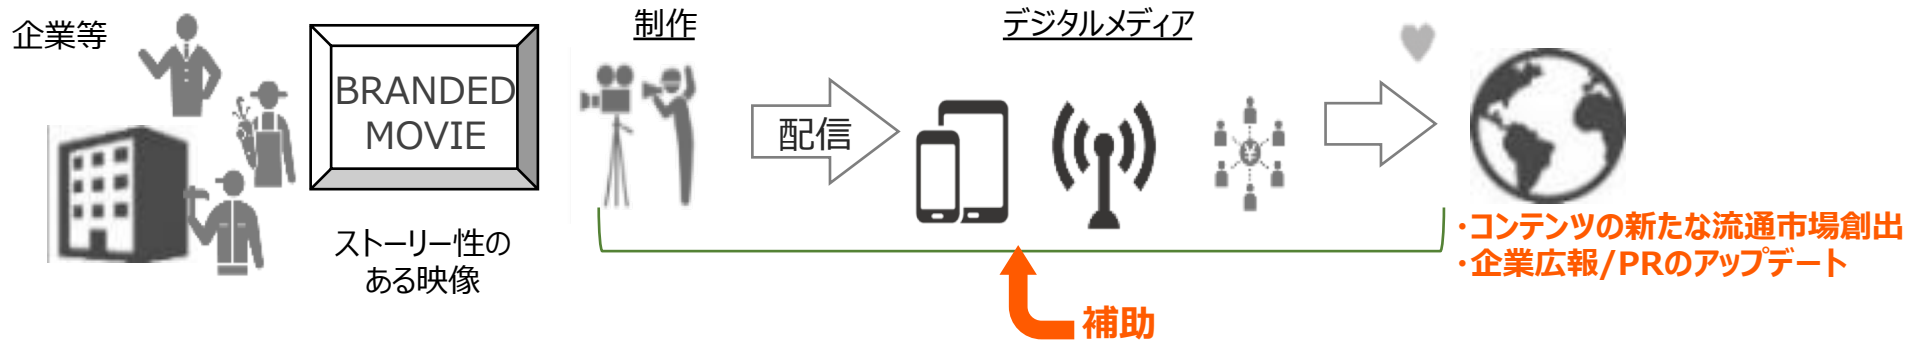 企業等
BRANDED
MOVIE
ストーリー性の
ある映像
制作
配信
デジタルメディア
¥
補助
・コンテンツの新たな流通市場創出
・企業広報/PRのアップデート